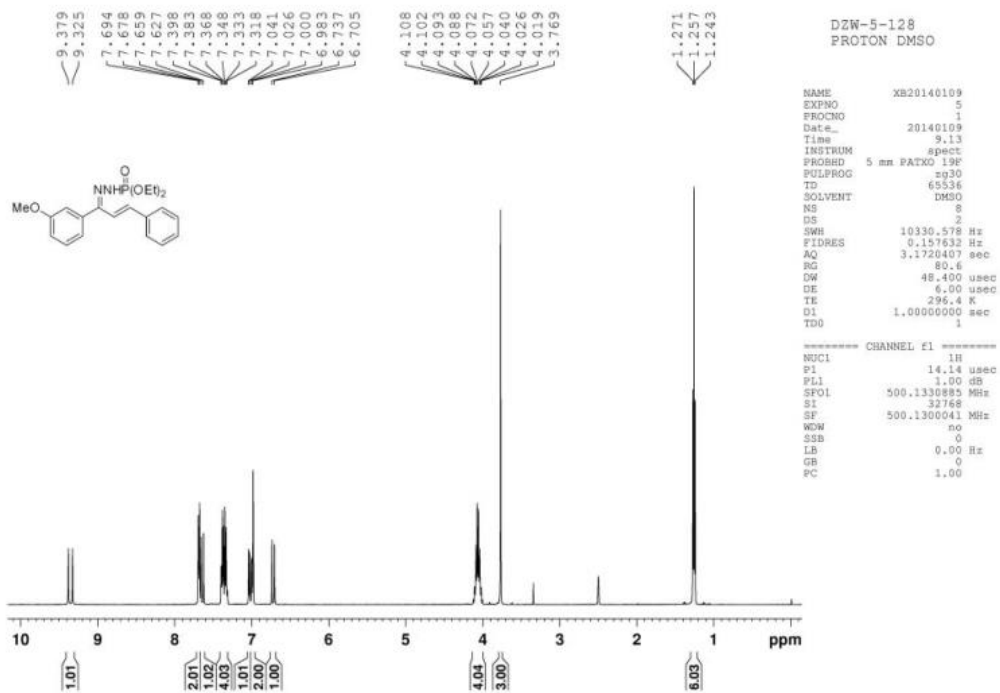 9.379
9.325
7.694
7.678
7.659
7.627
7.398
7.383
7.368
7.348
7.333
7.318
7.041
7.026
7.000
6.983
6.737
6.705
4.108
4.102
4.093
4.088
4.072
4.057
4.040
4.026
4.019
3.769
1.271
1.257
1.243
DZW-5-128
PROTON DMSO
NAME XB20140109
EXPNO 5
PROCNO 1
Date_ 20140109
Time 9.13
INSTRUM spect
PROBHD 5 mm PATXO 19F
PULPROG zg30
TD 65536
SOLVENT DMSO
NS 8
DS 2
SWH 10330.578 Hz
FIDRES 0.157632 Hz
AQ 3.1720407 sec
RG 80.6
DW 48.400 usec
DE 6.00 usec
TE 296.4 K
D1 1.00000000 sec
TD0 1
======== CHANNEL f1 ========
NUC1 1H
P1 14.14 usec
PL1 1.00 dB
SFO1 500.1330885 MHz
SI 32768
SF 500.1300041 MHz
WDW no
SSB 0
LB 0.00 Hz
GB 0
PC 1.00
O
NNHP(OEt)2
MeO
10 9 8 7 6 5 4 3 2 1 ppm
1.01 2.01 1.02 4.03 1.01 2.00 1.00 4.04 3.00 6.03